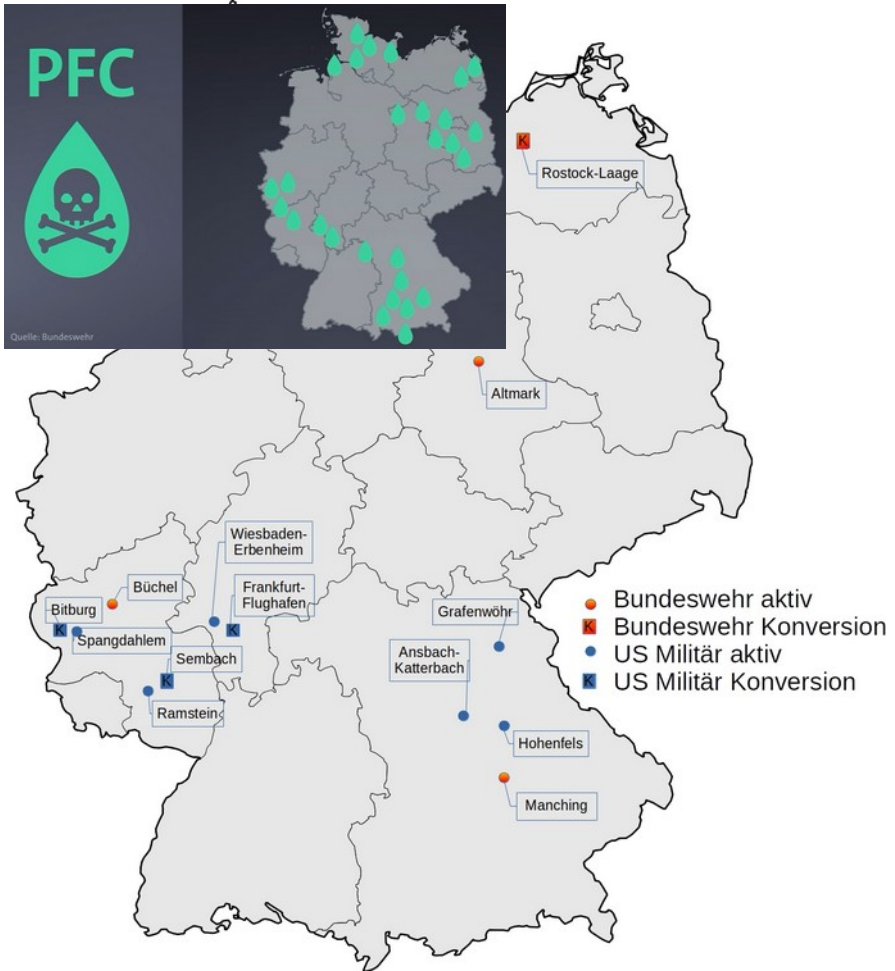 PFC
Quelle: Bundeswehr
K
Rostock-Laage
Altmark
Wiesbaden-
Erbenheim
Büchel
Frankfurt-
Flughafen
Bitburg
K
Spangdahlem
K
Sembach
K
Ramstein
Grafenwöhr
Ansbach-
Katterbach
Hohenfels
Manching
Bundeswehr aktiv
K Bundeswehr Konversion
US Militär aktiv
K US Militär Konversion